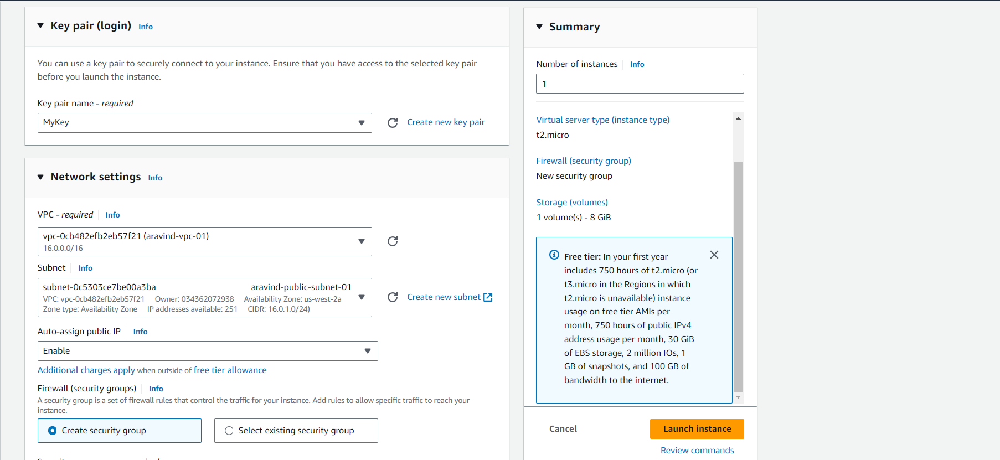 Key pair (login) Info
You can use a key pair to securely connect to your instance. Ensure that you have access to the selected key pair
before you launch the instance.
Key pair name - required
MyKey
Create new key pair
Network settings Info
VPC - required Info
vpc-0cb482efb2eb57f21 (aravind-vpc-01)
16.0.0.0/16
Subnet Info
subnet-0c5303ce7be00a3ba aravind-public-subnet-01
VPC: vpc-0cb482efb2eb57f21 Owner: 034362072938 Availability Zone: us-west-2a
Zone type: Availability Zone IP addresses available: 251 CIDR: 16.0.1.0/24)
Create new subnet
Auto-assign public IP Info
Enable
Additional charges apply when outside of free tier allowance
Firewall (security groups) Info
A security group is a set of firewall rules that control the traffic for your instance. Add rules to allow specific traffic to reach your
instance.
Create security group Select existing security group
Summary
Number of instances Info
1
Virtual server type (instance type)
t2.micro
Firewall (security group)
New security group
Storage (volumes)
1 volume(s) - 8 GiB
Free tier: In your first year
includes 750 hours of t2.micro (or
t3.micro in the Regions in which
t2.micro is unavailable) instance
usage on free tier AMIs per
month, 750 hours of public IPv4
address usage per month, 30 GiB
of EBS storage, 2 million IOs, 1
GB of snapshots, and 100 GB of
bandwidth to the internet.
Cancel
Launch instance
Review commands